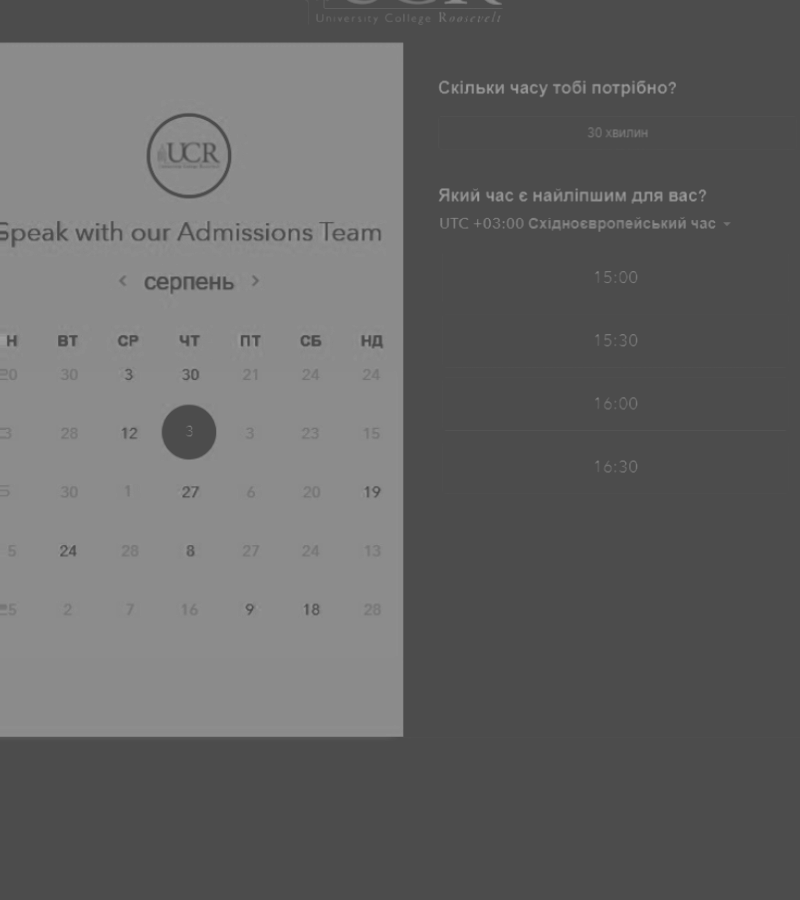 University College Roosevelt
UCR
Speak with our Admissions Team
серпень
Н ВТ СР ЧТ ПТ СБ НД
20 30 3 30 21 24 24
3 28 12 3 3 23 15
5 30 1 27 6 20 19
5 24 28 8 27 24 13
25 2 7 16 9 18 28
Скільки часу тобі потрібно?
30 хвилин
Який час є найліпшим для вас?
UTC +03:00 Східноєвропейський час
15:00
15:30
16:00
16:30